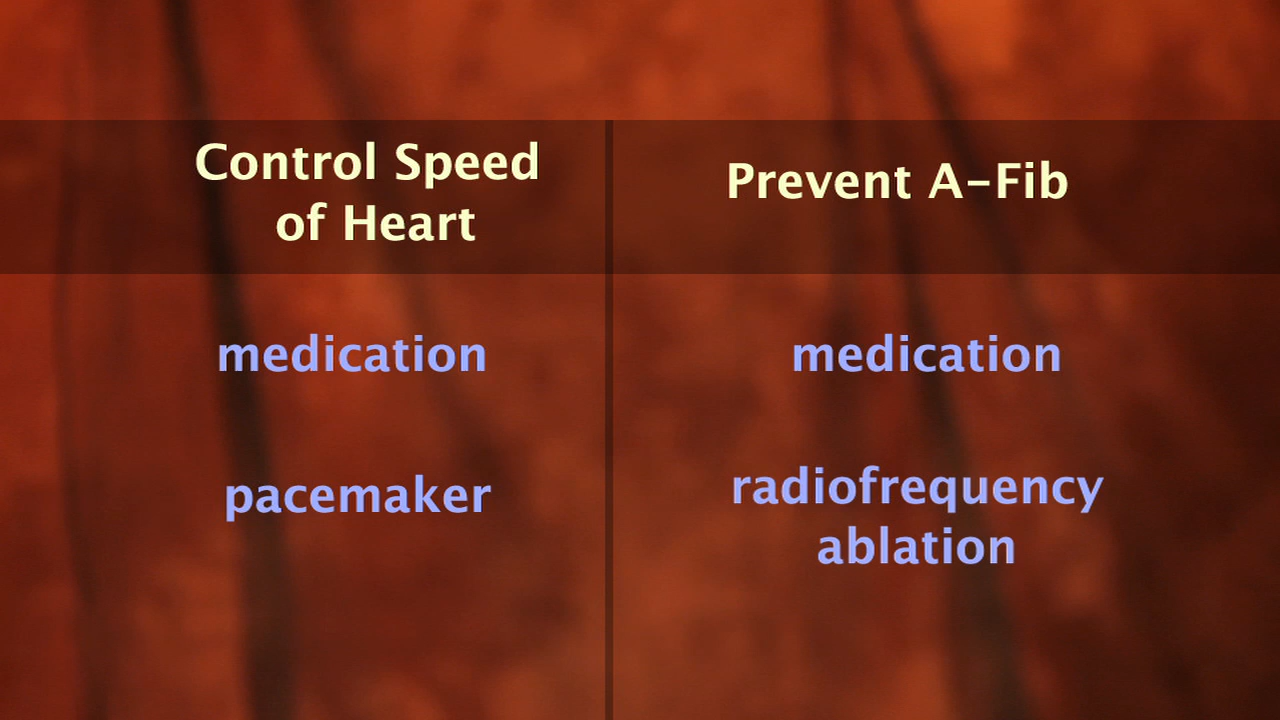 Control Speed
of Heart
Prevent A-Fib
medication
medication
pacemaker
radiofrequency
ablation